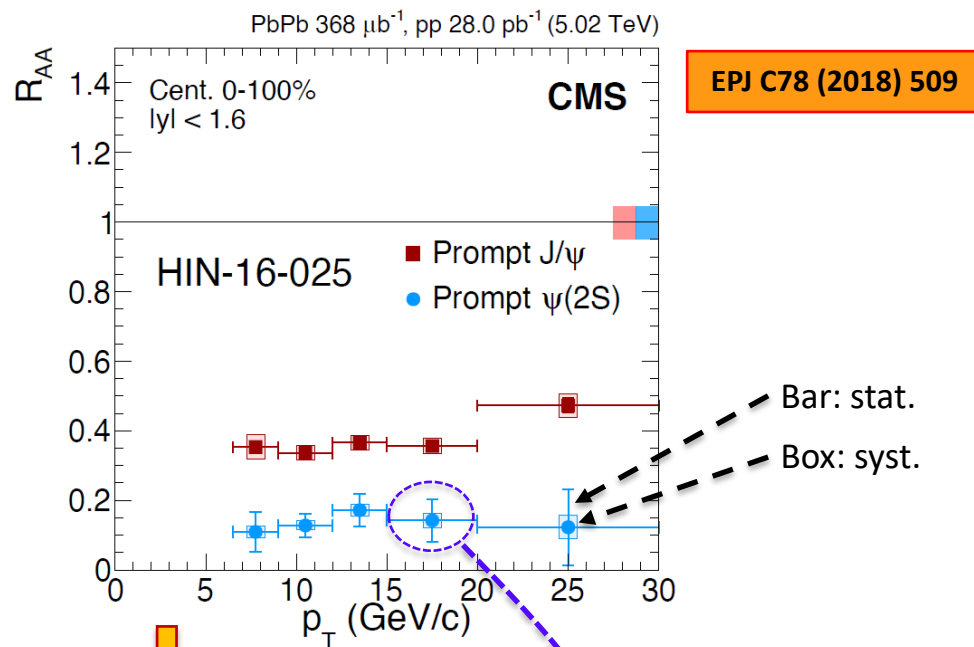 PbPb 368 μb⁻¹, pp 28.0 pb⁻¹ (5.02 TeV)
R_AA
1.4
Cent. 0-100%
|y| < 1.6
CMS
EPJ C78 (2018) 509
1.2
1
HIN-16-025
Prompt J/ψ
Prompt ψ(2S)
0.8
0.6
0.4
0.2
0
Bar: stat.
Box: syst.
0 5 10 15 20 25 30
p_T (GeV/c)